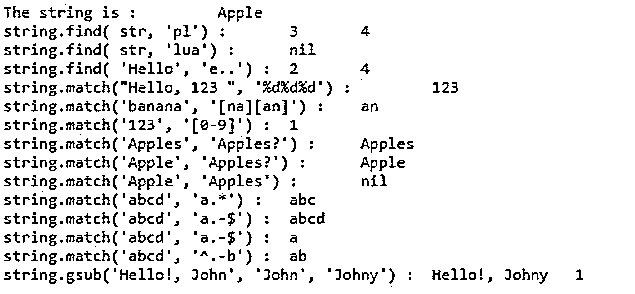 The string is : Apple
string.find( str, 'pl') : 3 4
string.find( str, 'lua') : nil
string.find( 'Hello', 'e..') : 2 4
string.match("Hello, 123 ", '%d%d%d') : 123
string.match('banana', '[na][an]') : an
string.match('123', '[0-9]') : 1
string.match('Apples', 'Apples?') : Apples
string.match('Apple', 'Apples?') : Apple
string.match('Apple', 'Apples') : nil
string.match('abcd', 'a.*') : abc
string.match('abcd', 'a.-$') : abcd
string.match('abcd', 'a.-$') : a
string.match('abcd', '^.-b') : ab
string.gsub('Hello!, John', 'John', 'Johny') : Hello!, Johny 1